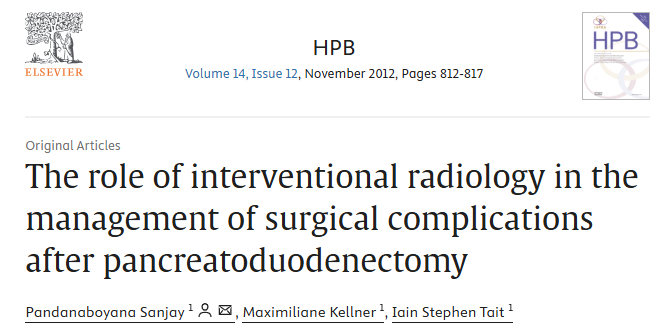 ELSEVIER
HPB
Volume 14, Issue 12, November 2012, Pages 812-817
HPB
Original Articles
The role of interventional radiology in the
management of surgical complications
after pancreatoduodenectomy
Pandanaboyana Sanjay 1, Maximiliane Kellner 1, Iain Stephen Tait 1